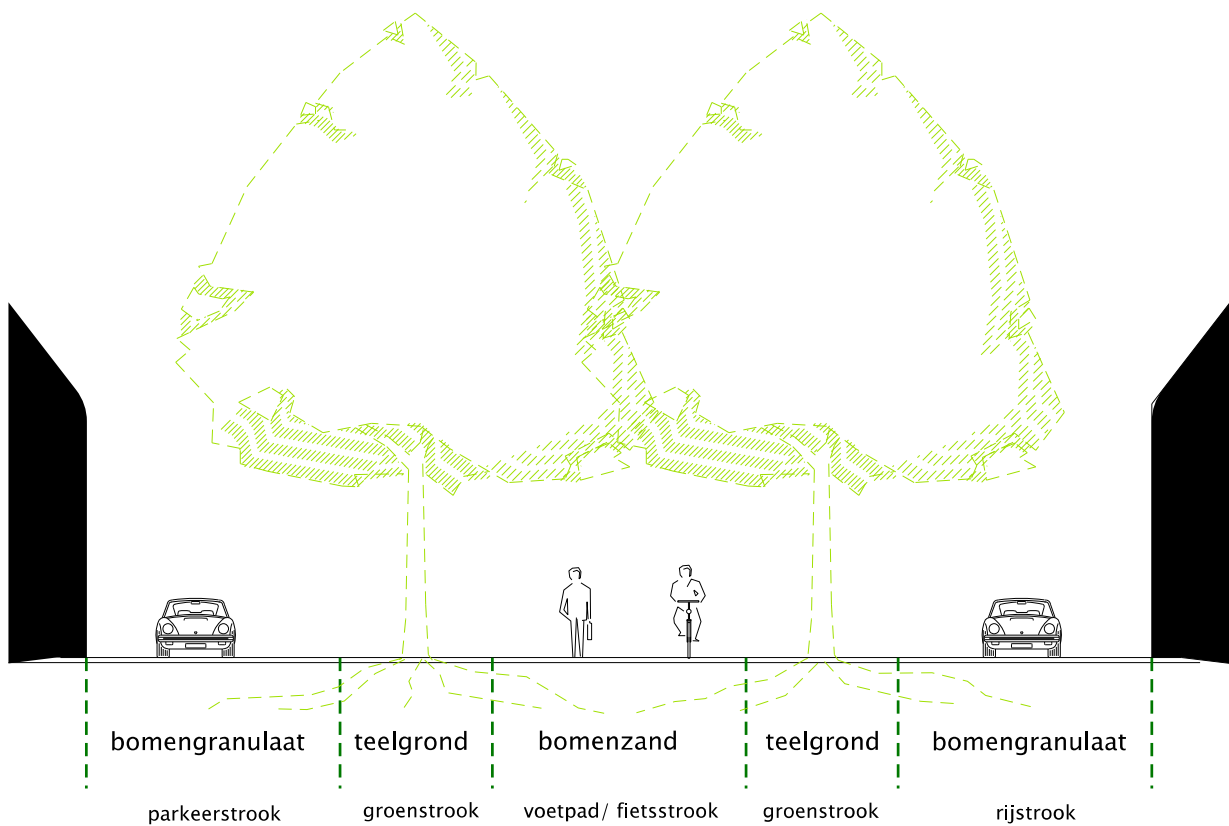 bomengranulaat teelgrond bomenzand teelgrond bomengranulaat
parkeerstrook groenstrook voetpad/ fietsstrook groenstrook rijstrook